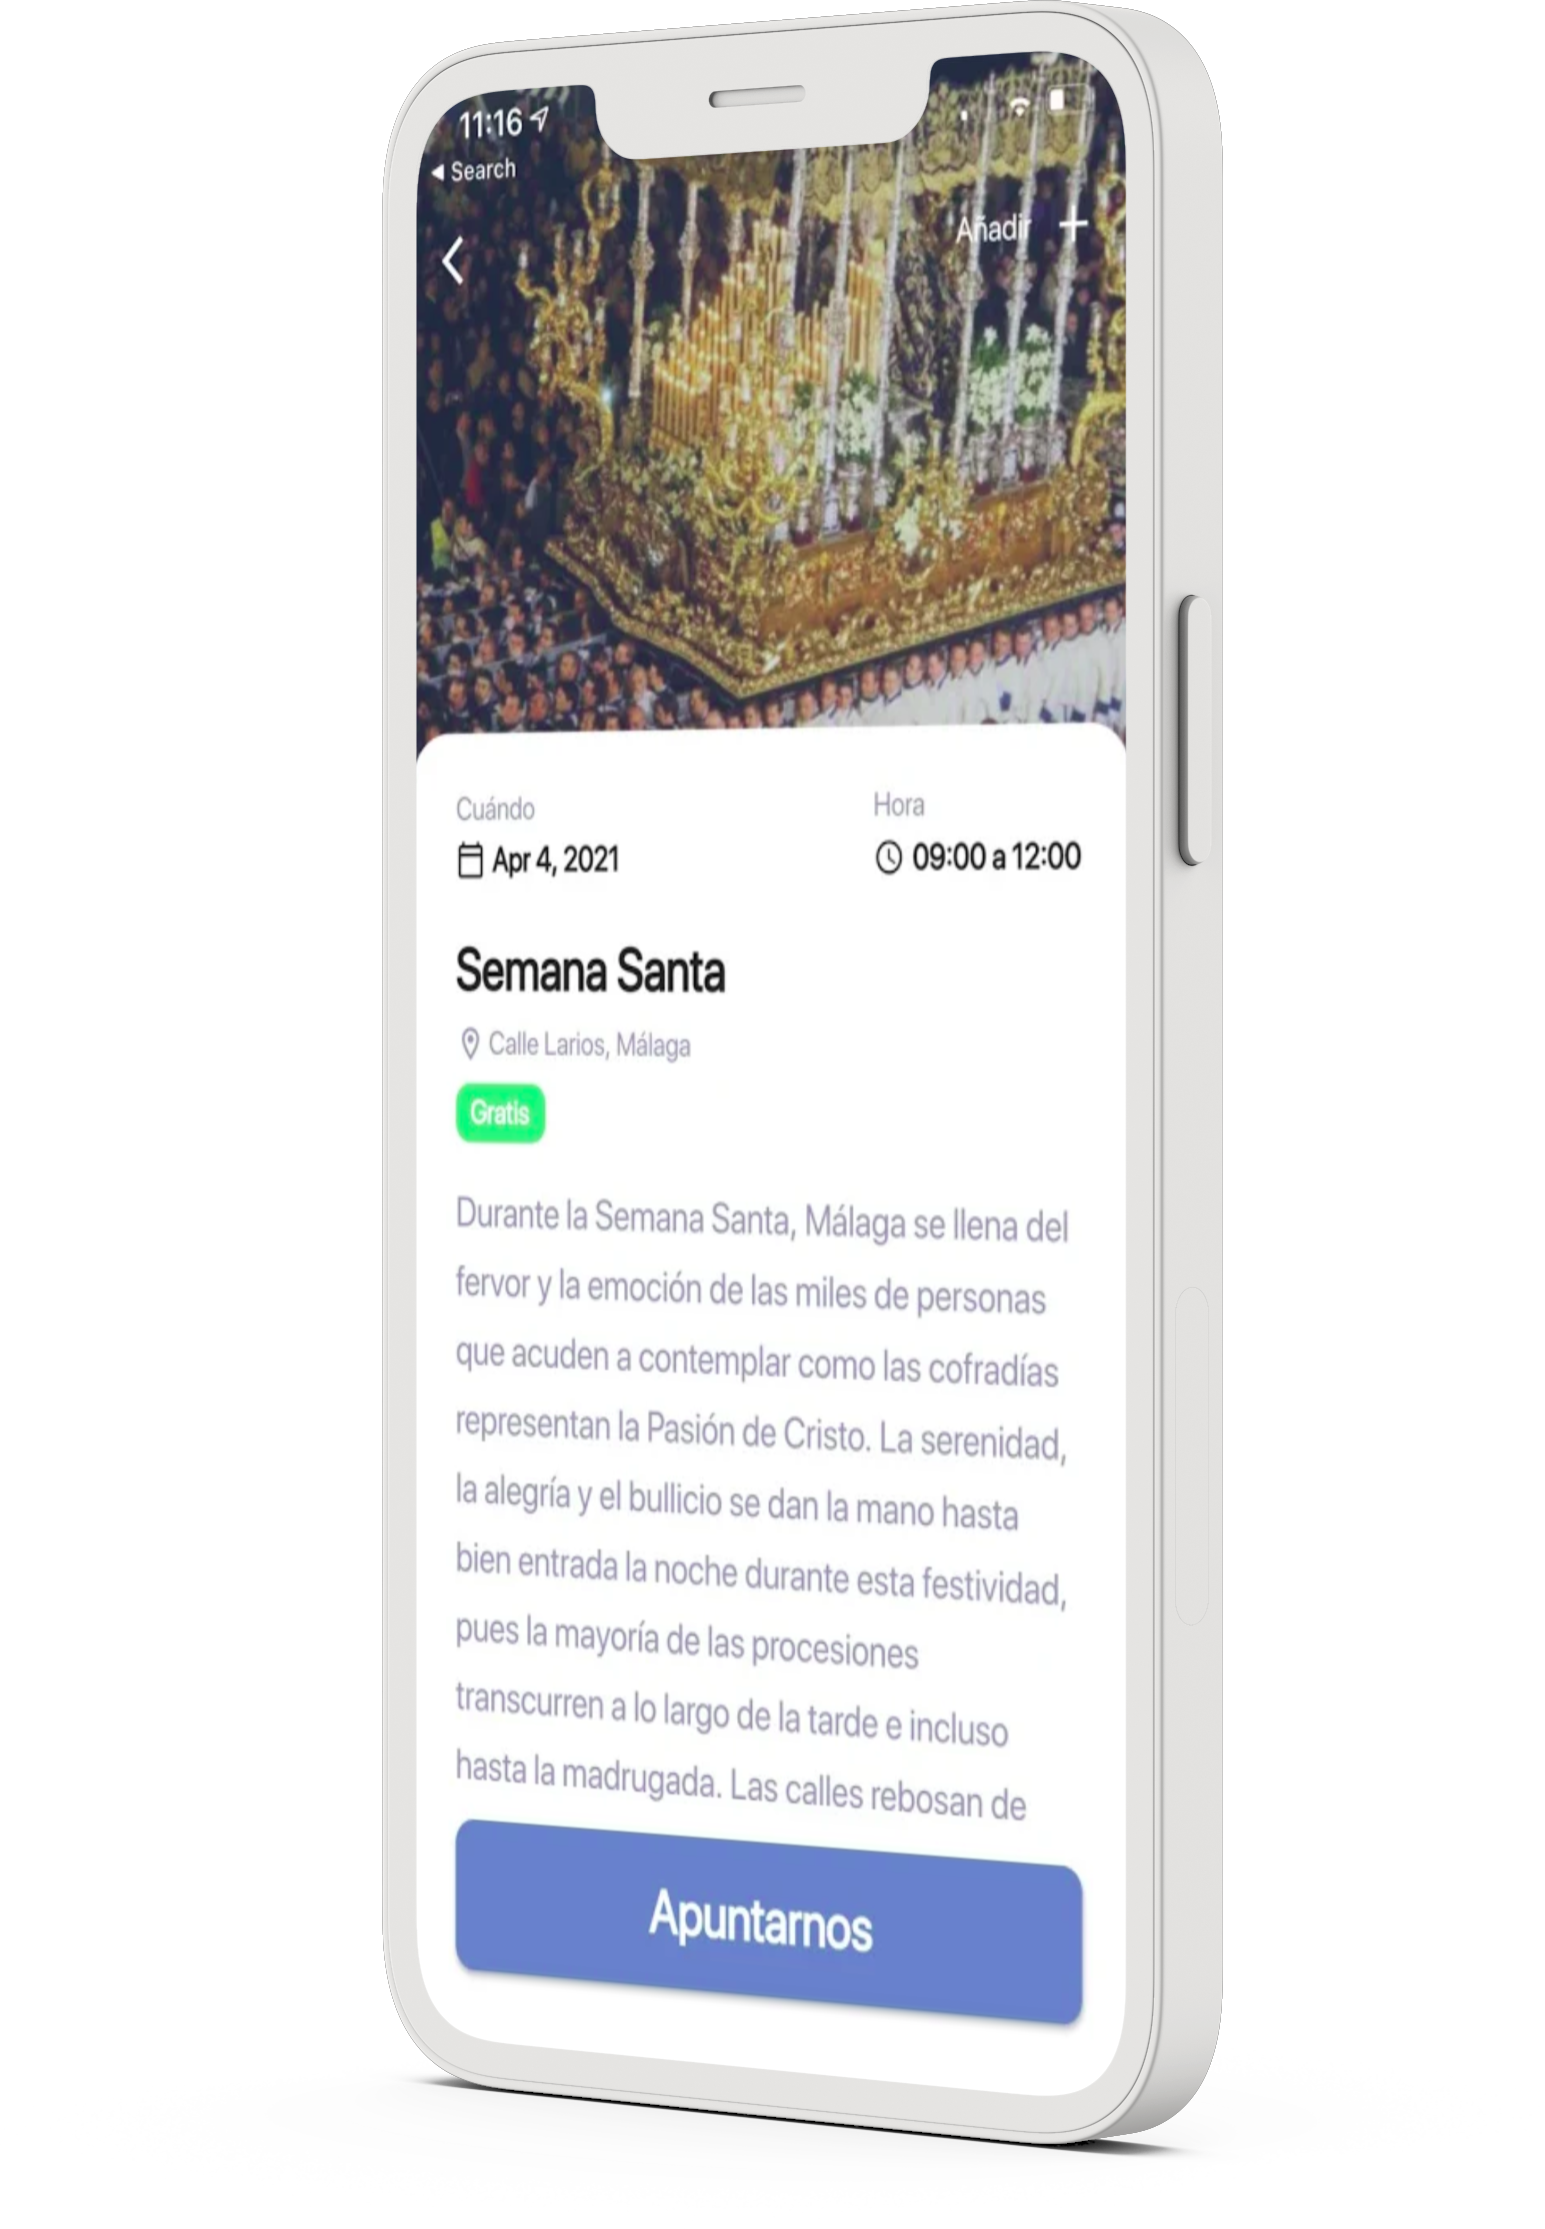 11:16
Search
Añadir
Cuándo
Hora
Apr 4, 2021
09:00 a 12:00
Semana Santa
Calle Larios, Málaga
Gratis
Durante la Semana Santa, Málaga se llena del
fervor y la emoción de las miles de personas
que acuden a contemplar como las cofradías
representan la Pasión de Cristo. La serenidad,
la alegría y el bullicio se dan la mano hasta
bien entrada la noche durante esta festividad,
pues la mayoría de las procesiones
transcurren a lo largo de la tarde e incluso
hasta la madrugada. Las calles rebosan de
Apuntarnos